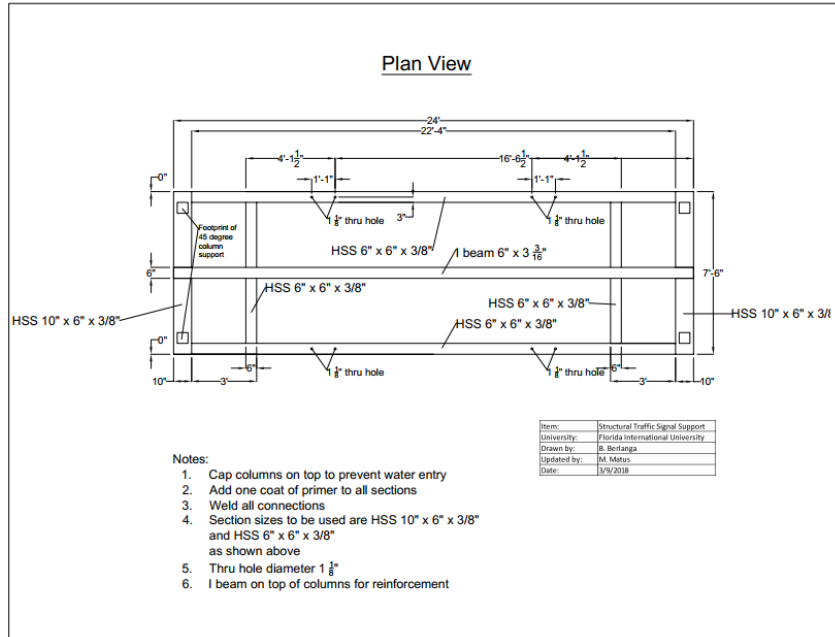 Plan View
24'
22'-4"
4'-1 1/2"
16'-6 1/2"
4'-1 1/2"
1'-1"
1'-1"
0"
1 1/8" thru hole
3"
1 1/8" thru hole
Footprint of
45 degree
column
support
HSS 6" x 6" x 3/8"
I beam 6" x 3 3/16"
6"
7'-6"
HSS 10" x 6" x 3/8"
HSS 6" x 6" x 3/8"
HSS 6" x 6" x 3/8"
HSS 6" x 6" x 3/8"
HSS 10" x 6" x 3/8
0"
1 1/8" thru hole
1 1/8" thru hole
10"
3'
6"
6"
3'
10"
Item: Structural Traffic Signal Support
University: Florida International University
Drawn by: B. Berlanga
Updated by: M. Matus
Date: 3/9/2018
Notes:
1. Cap columns on top to prevent water entry
2. Add one coat of primer to all sections
3. Weld all connections
4. Section sizes to be used are HSS 10" x 6" x 3/8"
and HSS 6" x 6" x 3/8"
as shown above
5. Thru hole diameter 1 1/8"
6. I beam on top of columns for reinforcement